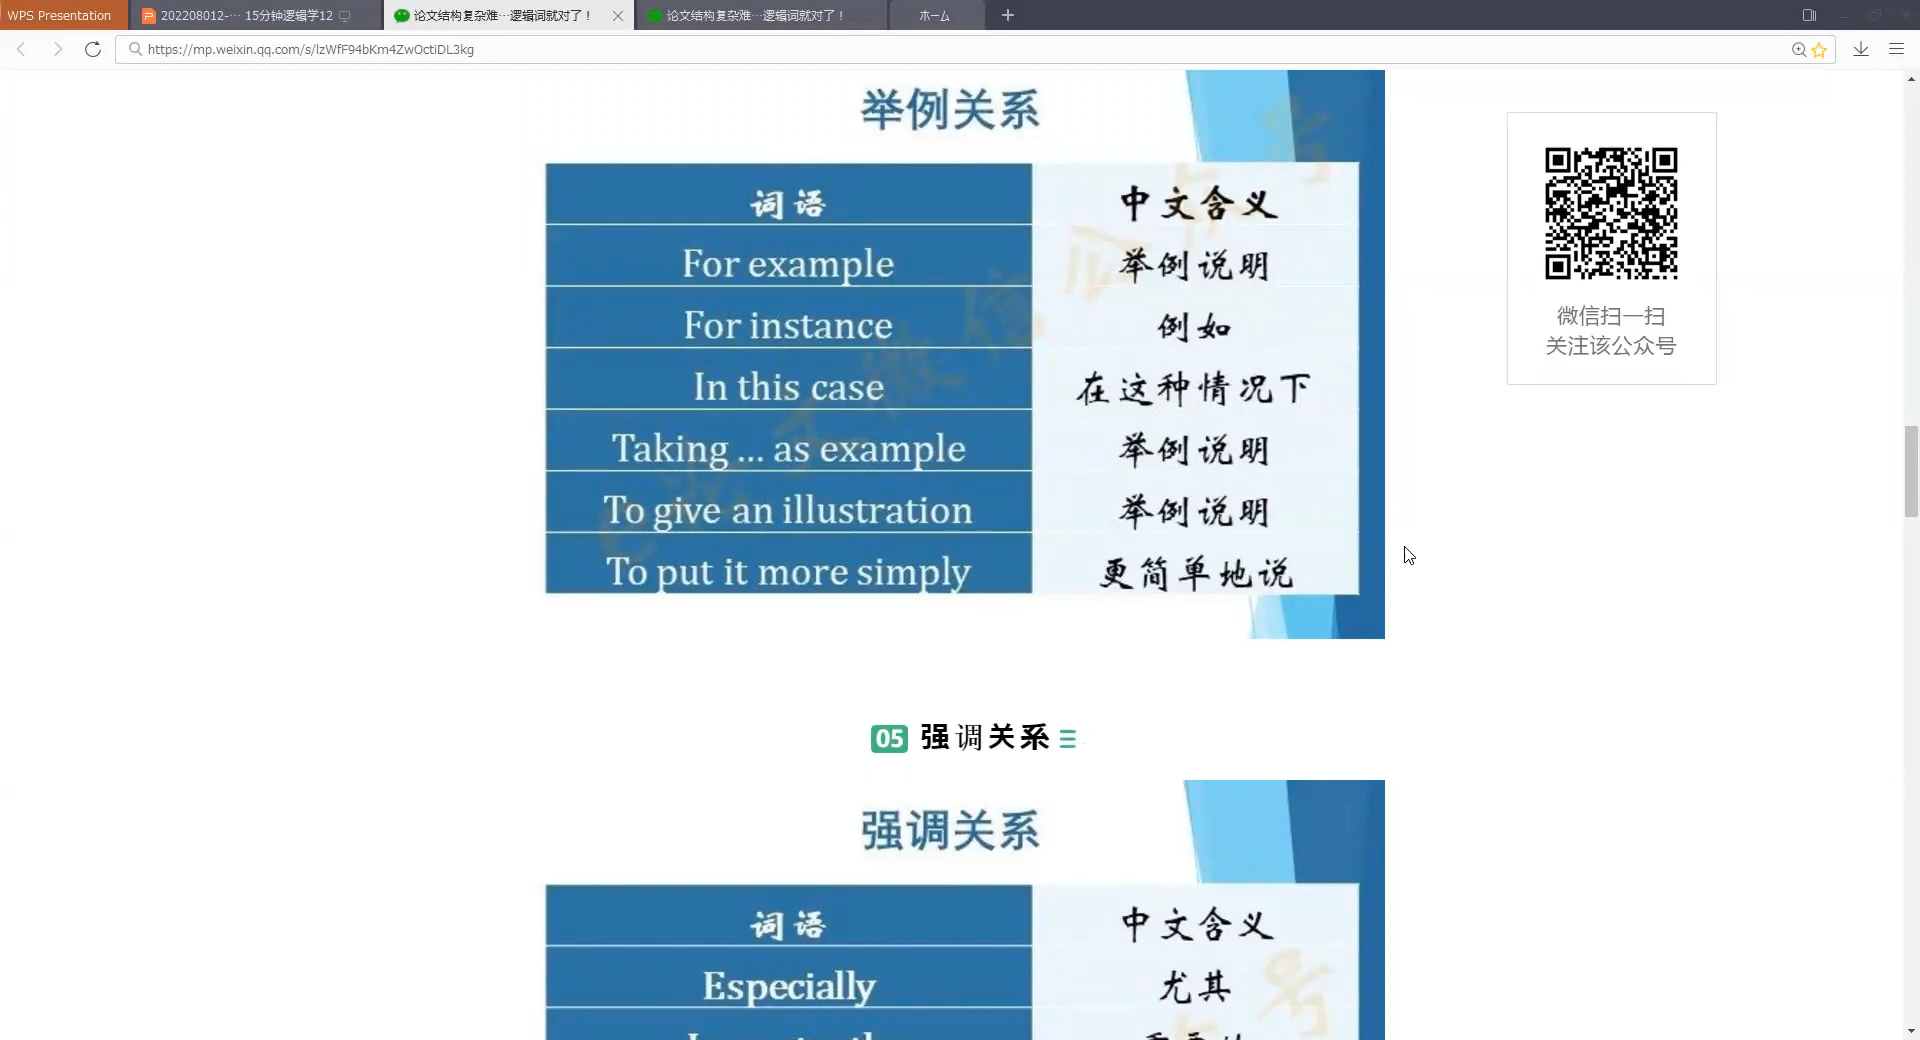 WPS Presentation
202208012-··· 15分钟逻辑学12
论文结构复杂难···逻辑词就对了！
论文结构复杂难···逻辑词就对了！
ホーム
https://mp.weixin.qq.com/s/lzWfF94bKm4ZwOctiDL3kg
举例关系
词语 中文含义
For example 举例说明
For instance 例如
In this case 在这种情况下
Taking ... as example 举例说明
To give an illustration 举例说明
To put it more simply 更简单地说
微信扫一扫
关注该公众号
05 强调关系
强调关系
词语 中文含义
Especially 尤其